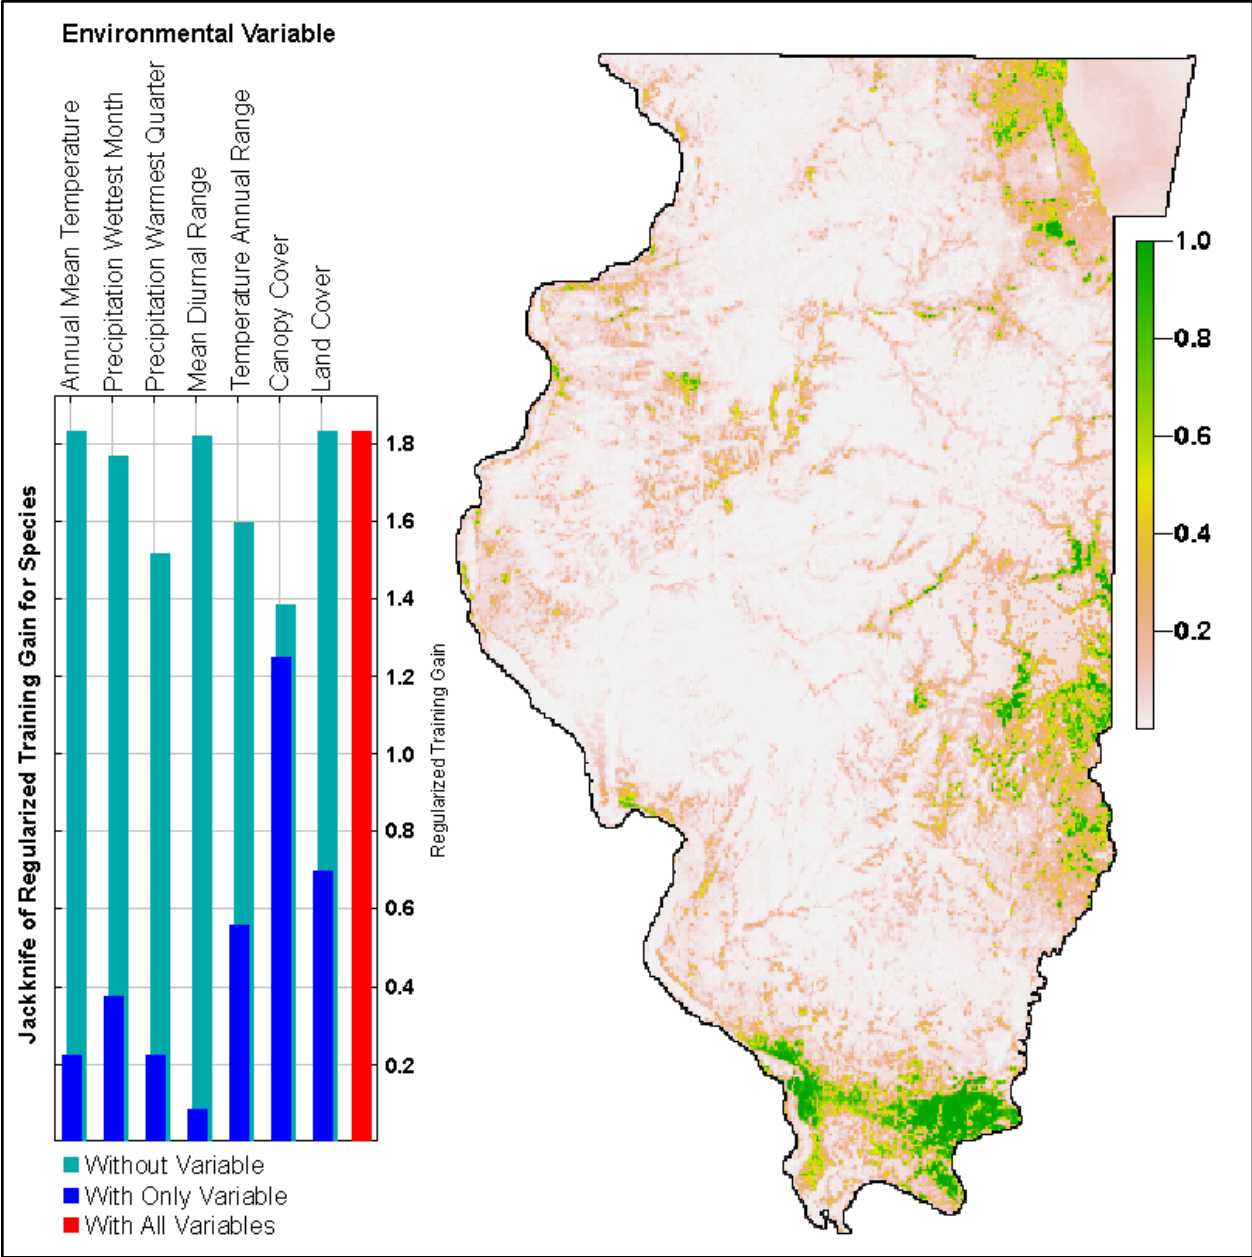 Environmental Variable
Annual Mean Temperature
Precipitation Wettest Month
Precipitation Warmest Quarter
Mean Diurnal Range
Temperature Annual Range
Canopy Cover
Land Cover
Jackknife of Regularized Training Gain for Species
1.8
1.6
1.4
1.2
1.0
0.8
0.6
0.4
0.2
Regularized Training Gain
Without Variable
With Only Variable
With All Variables
1.0
0.8
0.6
0.4
0.2